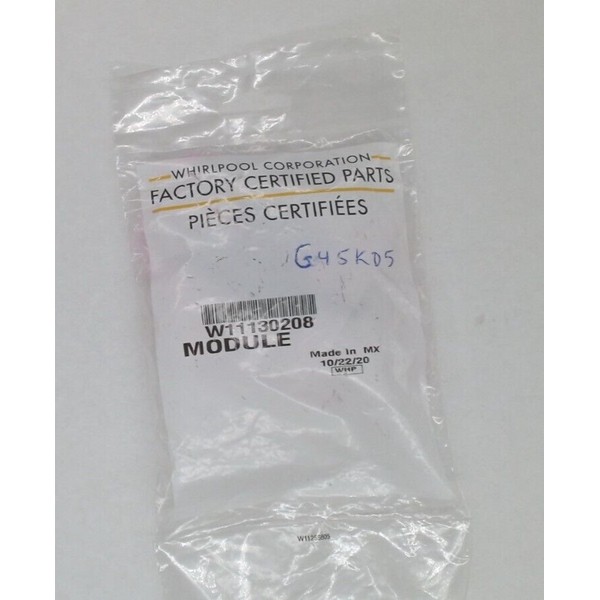 WHIRLPOOL CORPORATION
FACTORY CERTIFIED PARTS
PIÈCES CERTIFIÉES
G45KD5
W11130208
MODULE
Made In MX
10/22/20
WHP